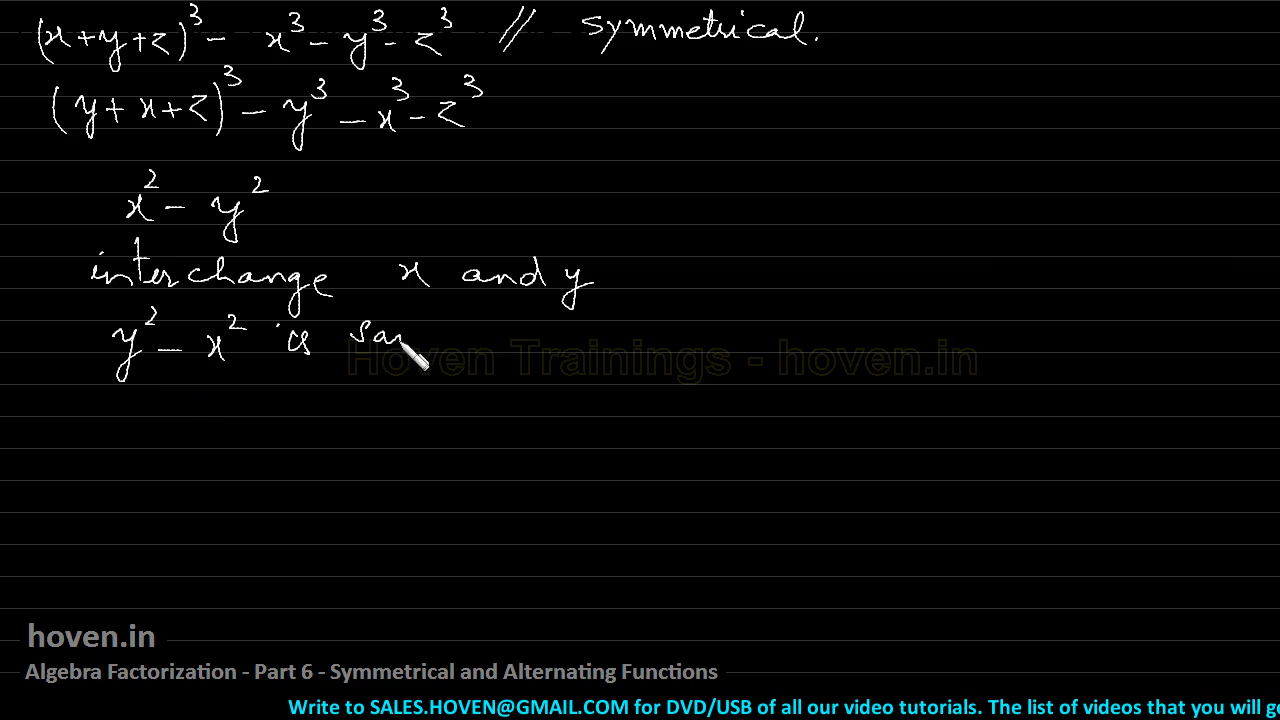 (x+y+z)³ - x³ - y³ - z³ // symmetrical.
(y+x+z)³ - y³ - x³ - z³
x² - y²
interchange x and y
y² - x² is sam
Hoven Trainings - hoven.in
hoven.in
Algebra Factorization - Part 6 - Symmetrical and Alternating Functions
Write to SALES.HOVEN@GMAIL.COM for DVD/USB of all our video tutorials. The list of videos that you will ge